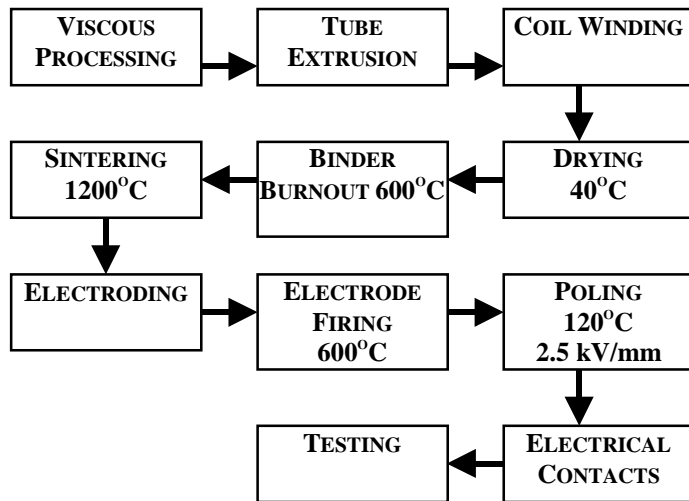 VISCOUS
PROCESSING
TUBE
EXTRUSION
COIL WINDING
DRYING
40°C
BINDER
BURNOUT 600°C
SINTERING
1200°C
ELECTRODING
ELECTRODE
FIRING
600°C
POLING
120°C
2.5 kV/mm
ELECTRICAL
CONTACTS
TESTING